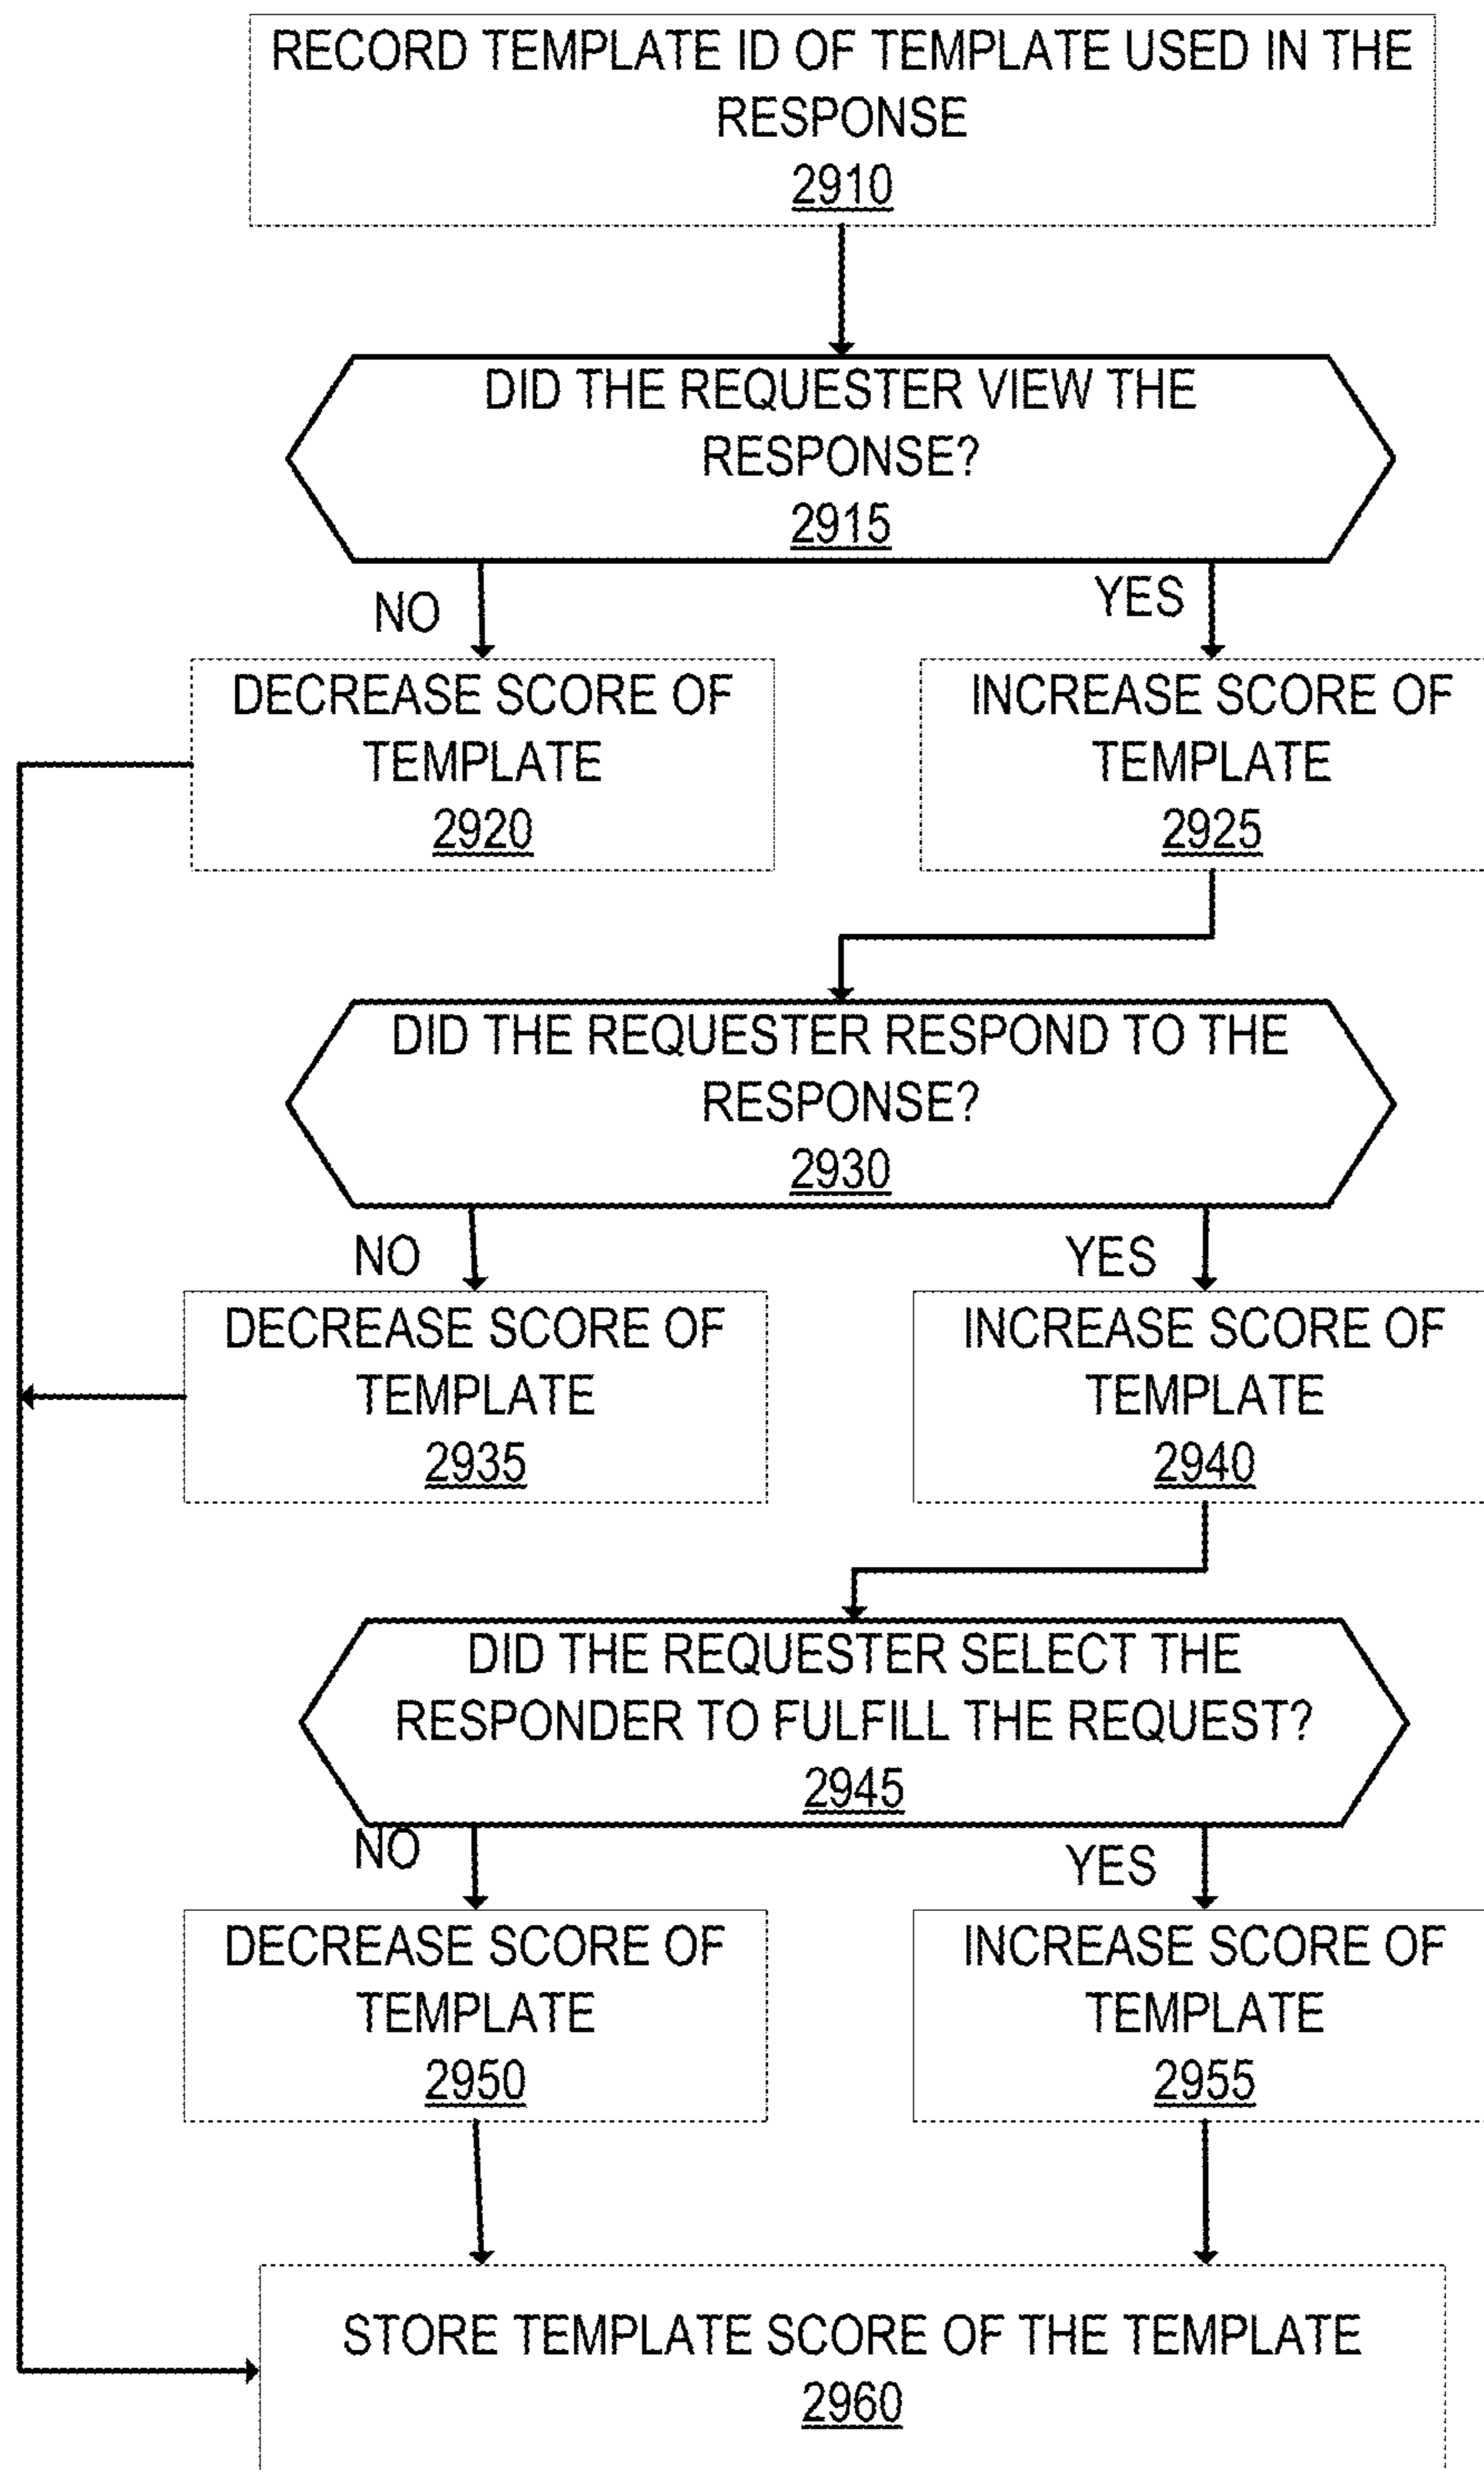 RECORD TEMPLATE ID OF TEMPLATE USED IN THE
RESPONSE
2910
DID THE REQUESTER VIEW THE
RESPONSE?
2915
NO
YES
DECREASE SCORE OF
TEMPLATE
2920
INCREASE SCORE OF
TEMPLATE
2925
DID THE REQUESTER RESPOND TO THE
RESPONSE?
2930
NO
YES
DECREASE SCORE OF
TEMPLATE
2935
INCREASE SCORE OF
TEMPLATE
2940
DID THE REQUESTER SELECT THE
RESPONDER TO FULFILL THE REQUEST?
2945
NO
YES
DECREASE SCORE OF
TEMPLATE
2950
INCREASE SCORE OF
TEMPLATE
2955
STORE TEMPLATE SCORE OF THE TEMPLATE
2960